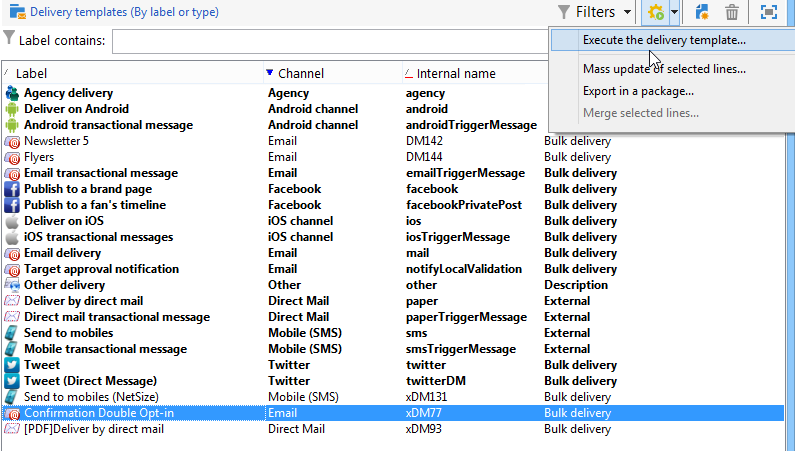 Delivery templates (By label or type) Filters
Execute the delivery template...
Label contains:
Mass update of selected lines...
Export in a package...
Merge selected lines...
Label Channel Internal name
Agency delivery Agency agency
Deliver on Android Android channel android
Android transactional message Android channel androidTriggerMessage
Newsletter 5 Email DM142 Bulk delivery
Flyers Email DM144 Bulk delivery
Email transactional message Email emailTriggerMessage Bulk delivery
Publish to a brand page Facebook facebook Bulk delivery
Publish to a fan's timeline Facebook facebookPrivatePost Bulk delivery
Deliver on iOS iOS channel ios Bulk delivery
iOS transactional messages iOS channel iosTriggerMessage Bulk delivery
Email delivery Email mail Bulk delivery
Target approval notification Email notifyLocalValidation Bulk delivery
Other delivery Other other Description
Deliver by direct mail Direct Mail paper External
Direct mail transactional message Direct Mail paperTriggerMessage External
Send to mobiles Mobile (SMS) sms External
Mobile transactional message Mobile (SMS) smsTriggerMessage External
Tweet Twitter twitter Bulk delivery
Tweet (Direct Message) Twitter twitterDM Bulk delivery
Send to mobiles (NetSize) Mobile (SMS) xDM131 Bulk delivery
Confirmation Double Opt-in Email xDM77 Bulk delivery
[PDF]Deliver by direct mail Direct Mail xDM93 Bulk delivery